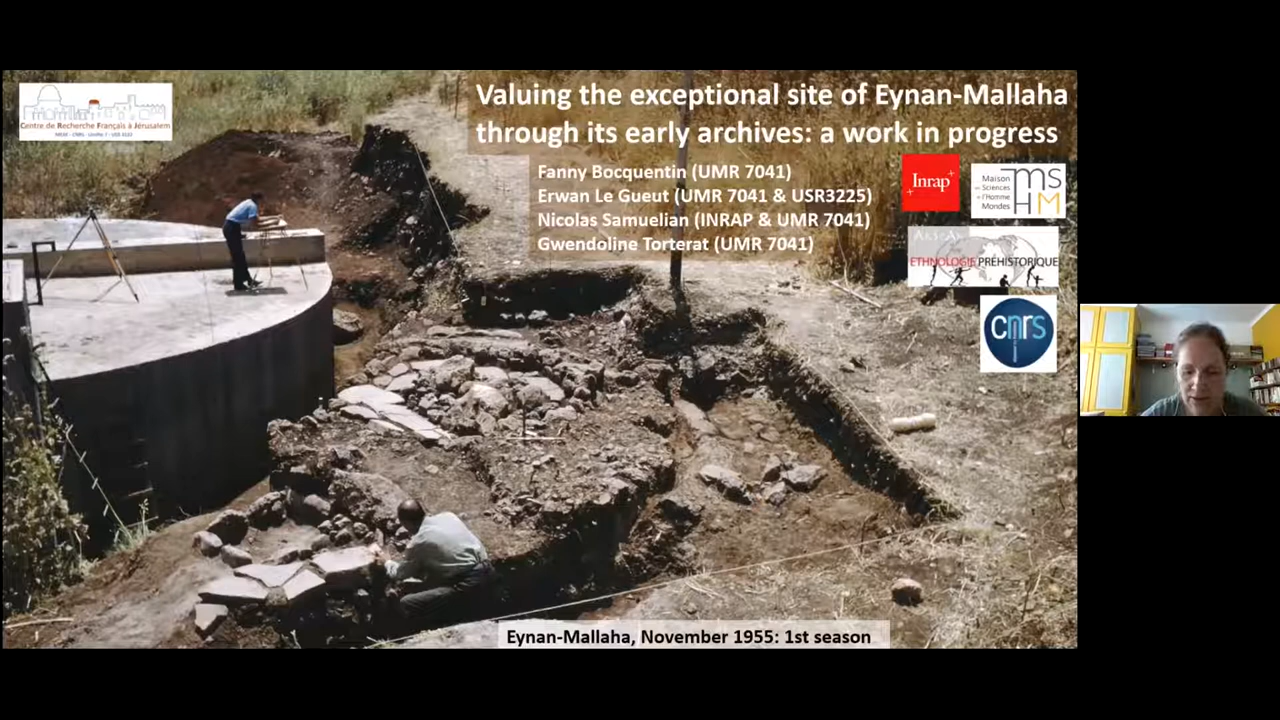 Valuing the exceptional site of Eynan-Mallaha
through its early archives: a work in progress
Fanny Bocquentin (UMR 7041)
Erwan Le Gueut (UMR 7041 & USR3225)
Nicolas Samuelian (INRAP & UMR 7041)
Gwendoline Torterat (UMR 7041)
Centre de Recherche Français à Jérusalem
Inrap
Maison
des Sciences
de l'Homme
Mondes
MSHM
ETHNOLOGIE PRÉHISTORIQUE
cnrs
Eynan-Mallaha, November 1955: 1st season